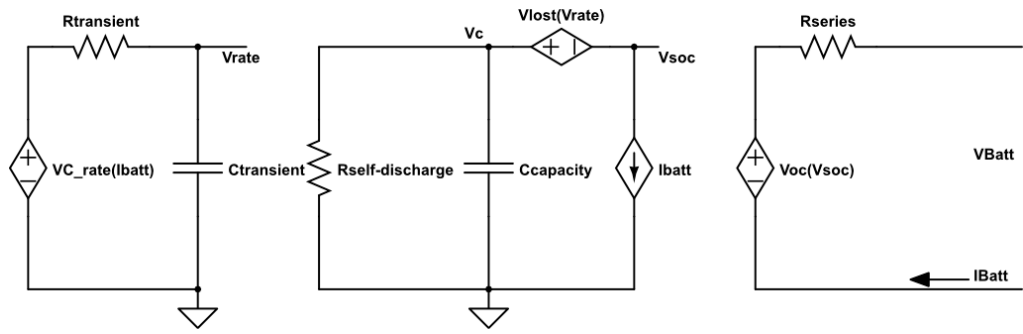 Rtransient
Vrate
VC_rate(Ibatt)
Ctransient
Vc
Vlost(Vrate)
Vsoc
Rself-discharge
Ccapacity
Ibatt
Rseries
Voc(Vsoc)
VBatt
IBatt